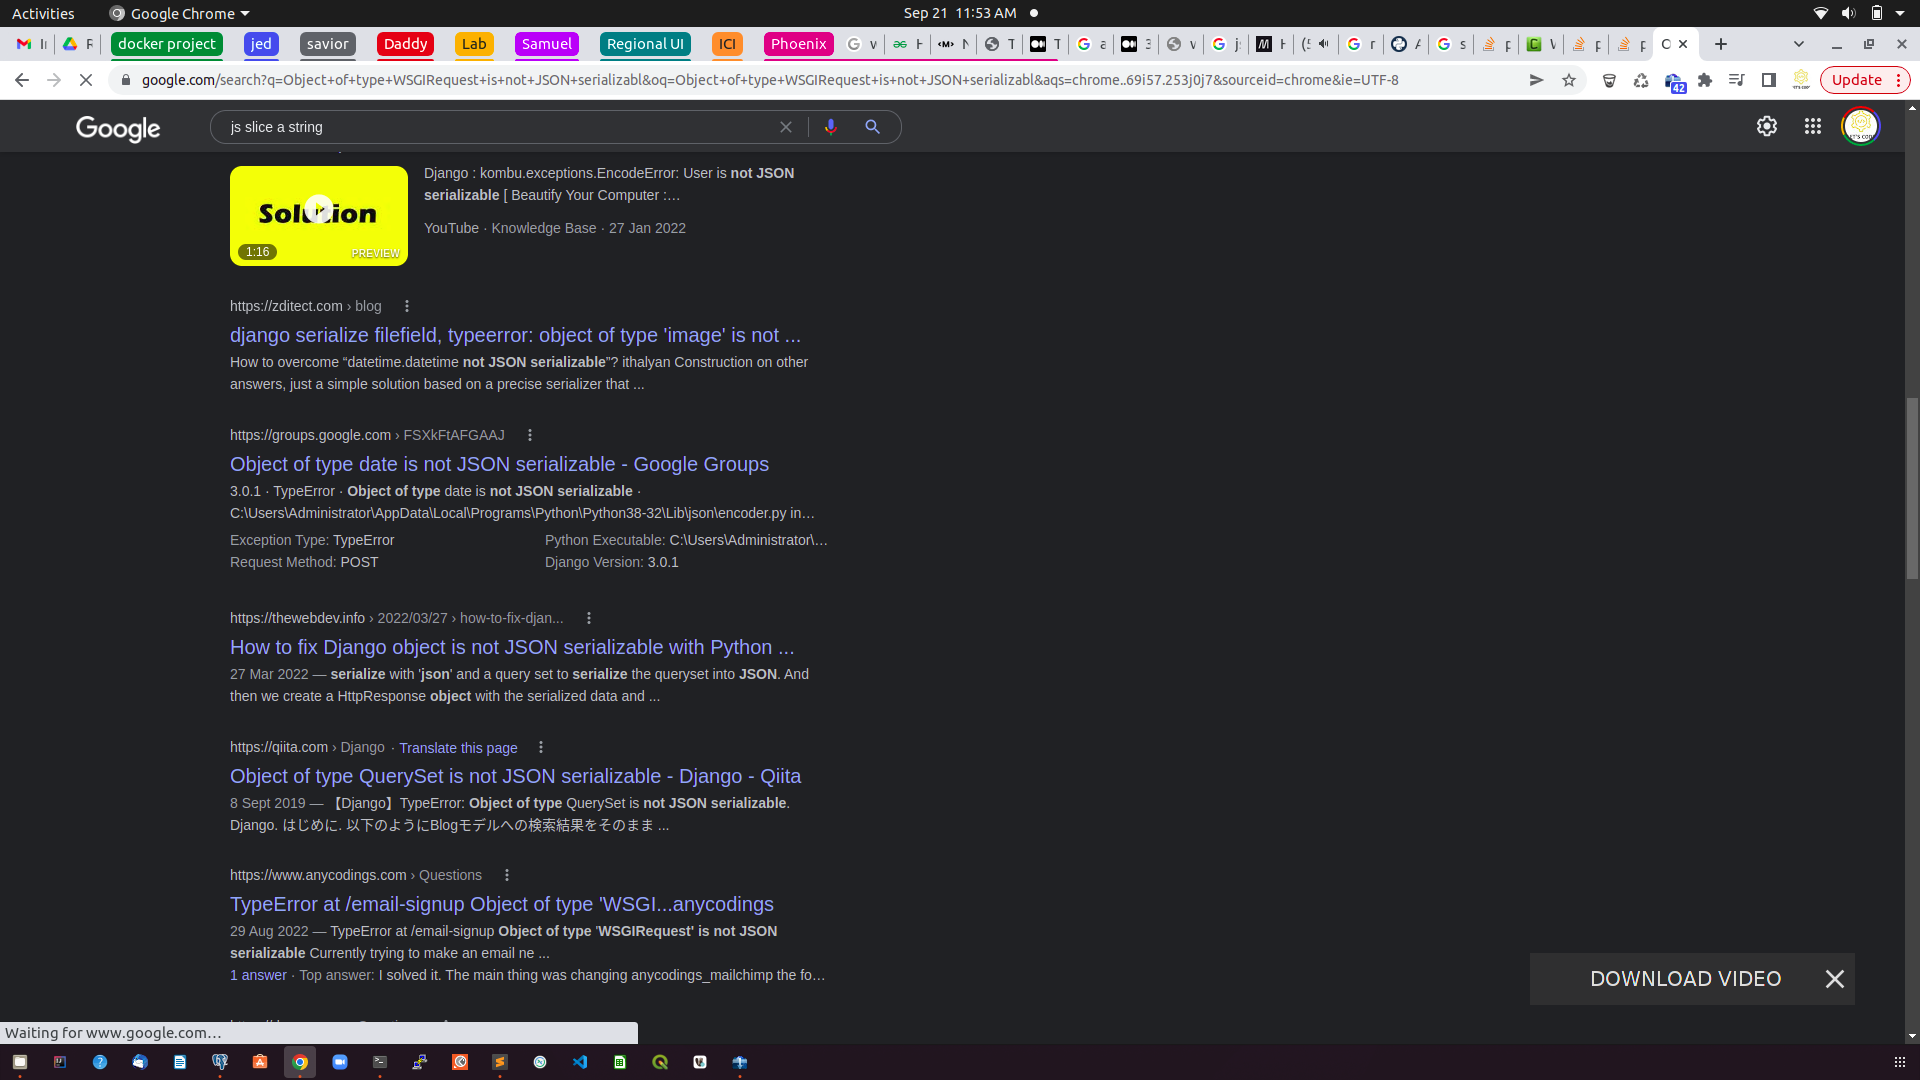 Activities
Google Chrome
Sep 21 11:53 AM
docker project
jed
savior
Daddy
Lab
Samuel
Regional UI
ICI
Phoenix
google.com/search?q=Object+of+type+WSGIRequest+is+not+JSON+serializabl&oq=Object+of+type+WSGIRequest+is+not+JSON+serializabl&aqs=chrome..69i57.253j0j7&sourceid=chrome&ie=UTF-8
42
Update
Google
js slice a string
Solution
1:16
PREVIEW
Django : kombu.exceptions.EncodeError: User is not JSON
serializable [ Beautify Your Computer :…
YouTube · Knowledge Base · 27 Jan 2022
https://zditect.com › blog
django serialize filefield, typeerror: object of type 'image' is not ...
How to overcome “datetime.datetime not JSON serializable”? ithalyan Construction on other
answers, just a simple solution based on a precise serializer that ...
https://groups.google.com › FSXkFtAFGAAJ
Object of type date is not JSON serializable - Google Groups
3.0.1 · TypeError · Object of type date is not JSON serializable ·
C:\Users\Administrator\AppData\Local\Programs\Python\Python38-32\Lib\json\encoder.py in…
Exception Type: TypeError
Python Executable: C:\Users\Administrator\…
Request Method: POST
Django Version: 3.0.1
https://thewebdev.info › 2022/03/27 › how-to-fix-djan...
How to fix Django object is not JSON serializable with Python ...
27 Mar 2022 — serialize with 'json' and a query set to serialize the queryset into JSON. And
then we create a HttpResponse object with the serialized data and ...
https://qiita.com › Django · Translate this page
Object of type QuerySet is not JSON serializable - Django - Qiita
8 Sept 2019 — 【Django】TypeError: Object of type QuerySet is not JSON serializable.
Django. はじめに. 以下のようにBlogモデルへの検索結果をそのまま ...
https://www.anycodings.com › Questions
TypeError at /email-signup Object of type 'WSGI...anycodings
29 Aug 2022 — TypeError at /email-signup Object of type 'WSGIRequest' is not JSON
serializable Currently trying to make an email ne ...
1 answer · Top answer: I solved it. The main thing was changing anycodings_mailchimp the fo…
DOWNLOAD VIDEO
Waiting for www.google.com…